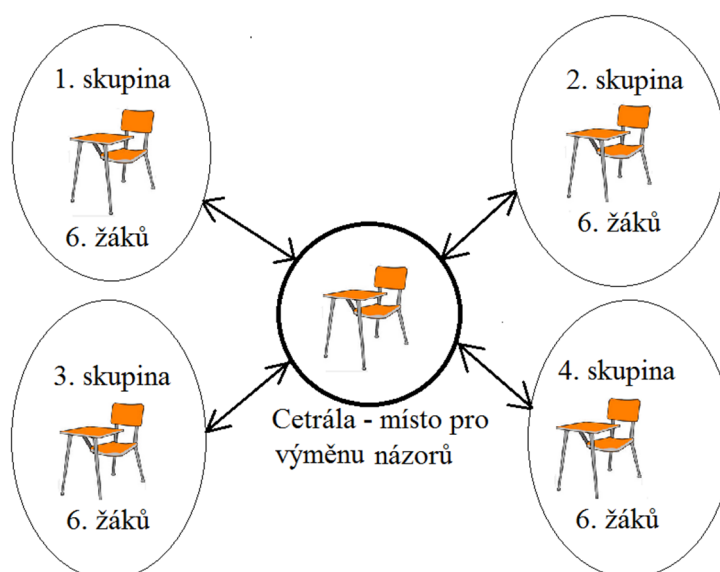 1. skupina
6. žáků
2. skupina
6. žáků
3. skupina
6. žáků
4. skupina
6. žáků
Cetrála - místo pro
výměnu názorů